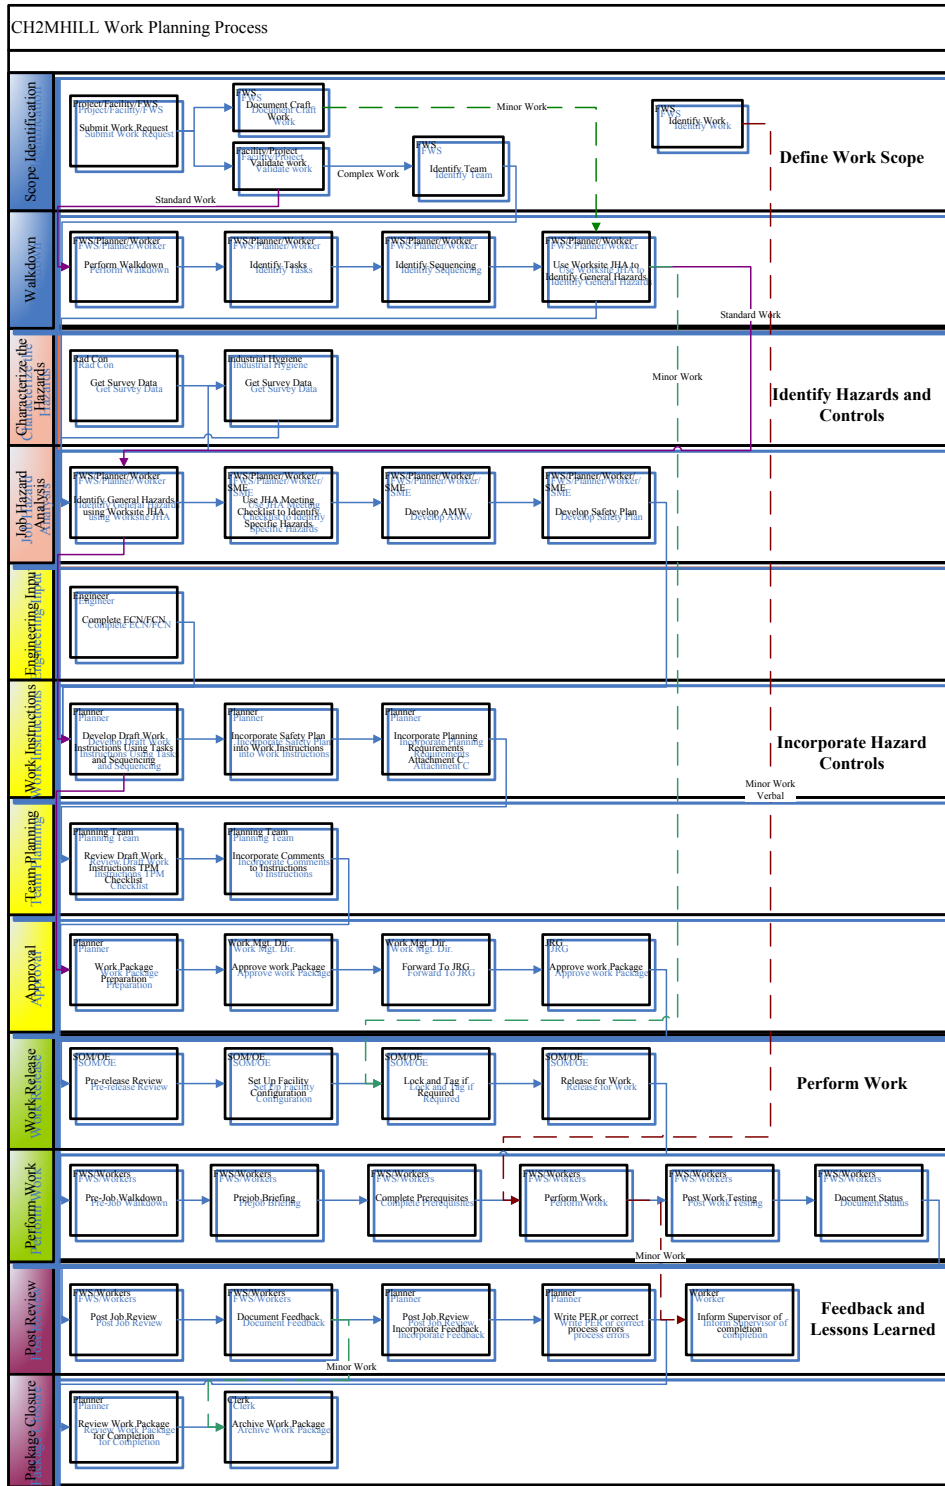 CH2MHILL Work Planning Process
Scope Identification
Project/Facility/FWS
Submit Work Request
FWS
Document Craft
Work
Minor Work
FWS
Identify Work
Facility/Project
Validate work
Complex Work
FWS
Identify Team
Define Work Scope
Standard Work
Walkdown
FWS/Planner/Worker
Perform Walkdown
FWS/Planner/Worker
Identify Tasks
FWS/Planner/Worker
Identify Sequencing
FWS/Planner/Worker
Use Worksite JHA to
Identify General Hazards
Standard Work
Characterize the
Hazards
Rad Con
Get Survey Data
Industrial Hygiene
Get Survey Data
Minor Work
Identify Hazards and
Controls
Job Hazard
Analysis
FWS/Planner/Worker
Identify General Hazards
using Worksite JHA
FWS/Planner/Worker/
SME
Use JHA Meeting
Checklist to Identify
Specific Hazards
FWS/Planner/Worker/
SME
Develop AMW
FWS/Planner/Worker/
SME
Develop Safety Plan
Engineering Input
Engineer
Complete ECN/FCN
Work Instructions
Planner
Develop Draft Work
Instructions Using Tasks
and Sequencing
Planner
Incorporate Safety Plan
into Work Instructions
Planner
Incorporate Planning
Requirements
Attachment C
Incorporate Hazard
Controls
Minor Work
Verbal
Team Planning
Planning Team
Review Draft Work
Instructions TPM
Checklist
Planning Team
Incorporate Comments
to Instructions
Approval
Planner
Work Package
Preparation
Work Mgt. Dir.
Approve work Package
Work Mgt. Dir.
Forward To JRG
JRG
Approve work Package
Work Release
SOM/OE
Pre-release Review
SOM/OE
Set Up Facility
Configuration
SOM/OE
Lock and Tag if
Required
SOM/OE
Release for Work
Perform Work
Perform Work
FWS/Workers
Pre-Job Walkdown
FWS/Workers
Prejob Briefing
FWS/Workers
Complete Prerequisites
FWS/Workers
Perform Work
FWS/Workers
Post Work Testing
FWS/Workers
Document Status
Minor Work
Post Review
FWS/Workers
Post Job Review
FWS/Workers
Document Feedback
Planner
Post Job Review
Incorporate Feedback
Planner
Write PER or correct
process errors
Worker
Inform Supervisor of
completion
Feedback and
Lessons Learned
Minor Work
Package Closure
Planner
Review Work Package
for Completion
Clerk
Archive Work Package